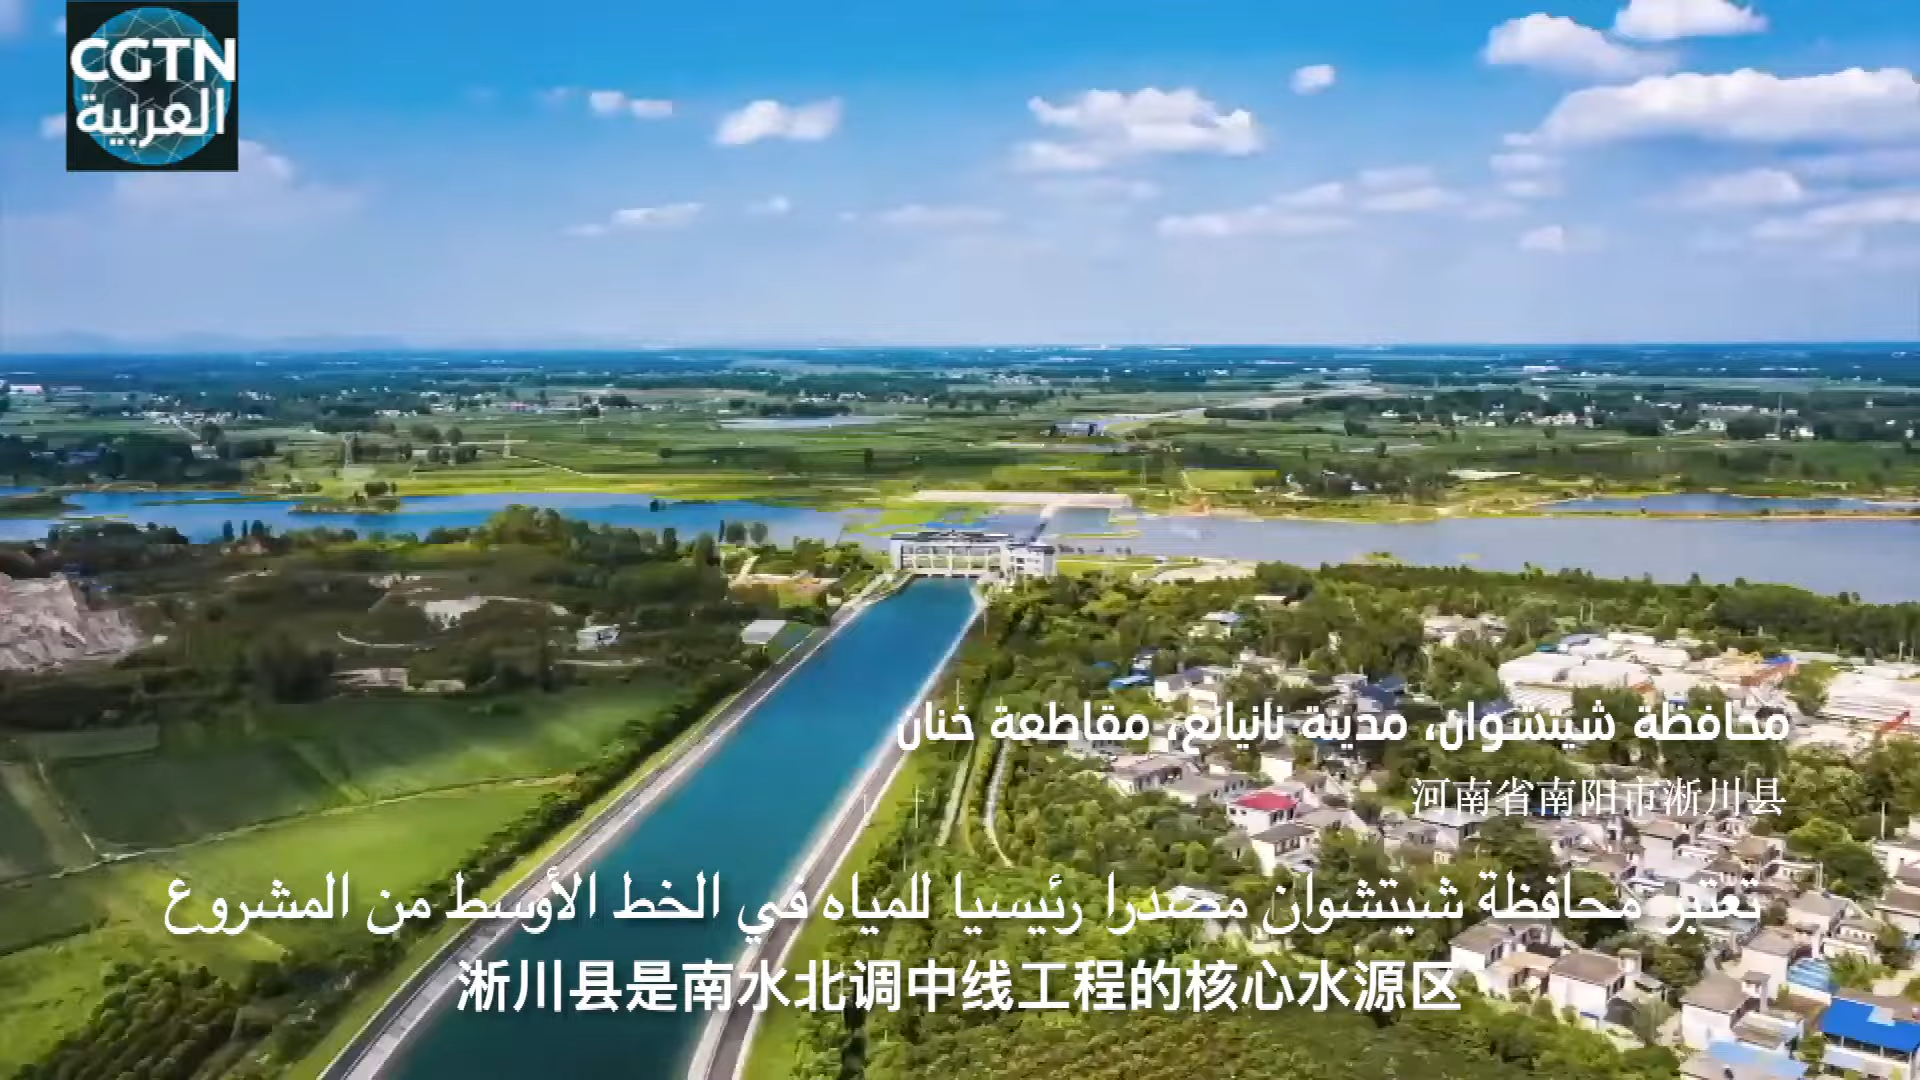 CGTN
العربية
محافظة شيتشوان، مدينة نانيانغ، مقاطعة خنان
河南省南阳市淅川县
تعتبر محافظة شيتشوان مصدرا رئيسيا للمياه في الخط الأوسط من المشروع
淅川县是南水北调中线工程的核心水源区